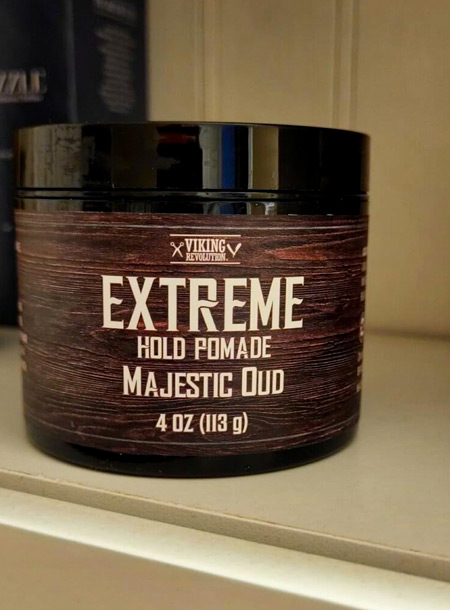 VIKING
REVOLUTION.
EXTREME
HOLD POMADE
MAJESTIC OUD
4 OZ (113 g)